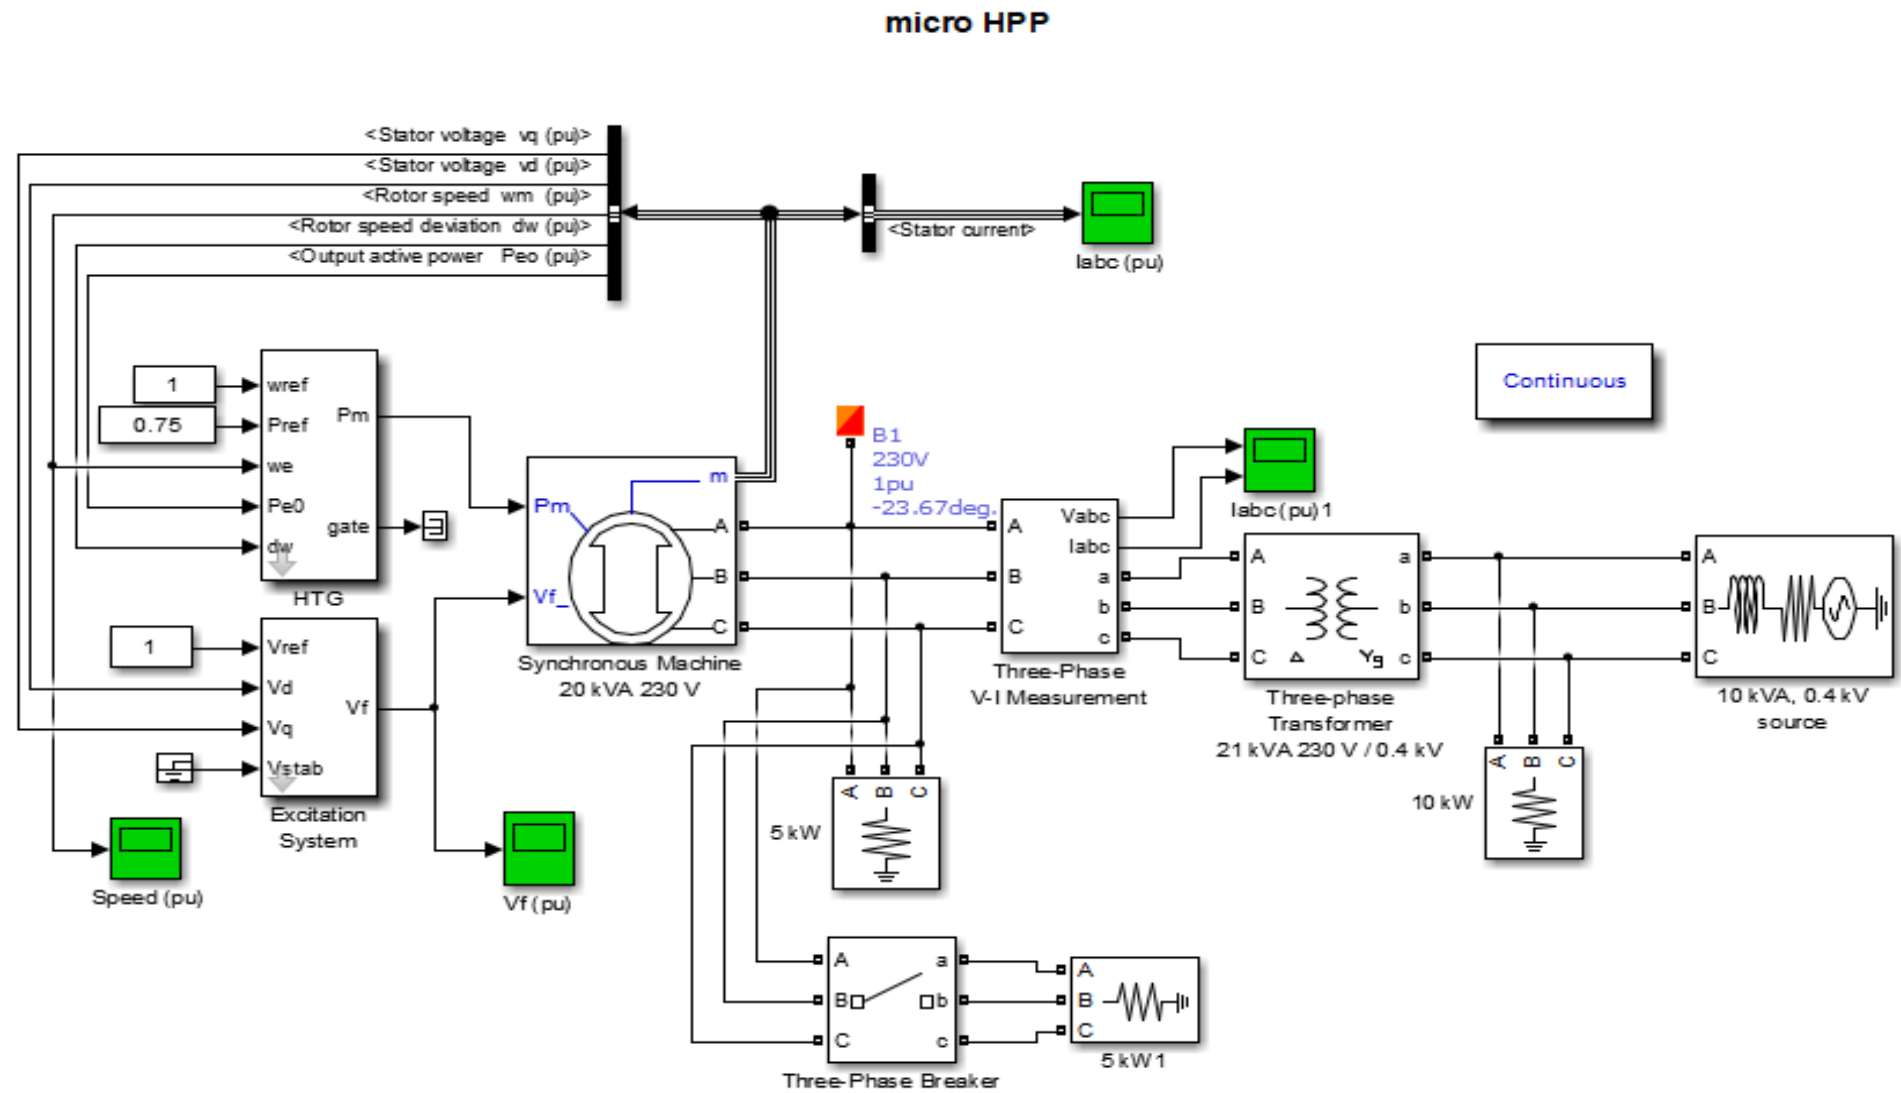 micro HPP
<Stator voltage vq (pu)>
<Stator voltage vd (pu)>
<Rotor speed wm (pu)>
<Rotor speed deviation dw (pu)>
<Output active power Peo (pu)>
<Stator current>
Iabc (pu)
1
wref
0.75
Pref
we
Pe0
dw
Pm
gate
HTG
1
Vref
Vd
Vq
Vstab
Vf
Excitation
System
Speed (pu)
Vf (pu)
Pm
Vf_
m
A
B
C
Synchronous Machine
20 kVA 230 V
B1
230V
1pu
-23.67deg.
A
B
C
Vabc
Iabc
a
b
c
Three-Phase
V-I Measurement
Iabc (pu) 1
Continuous
A
B
C
a
b
c
Δ
Yg
Three-phase
Transformer
21 kVA 230 V / 0.4 kV
A
B
C
10 kVA, 0.4 kV
source
A B C
10 kW
A B C
5 kW
A
B
C
a
b
c
Three-Phase Breaker
A
B
C
5 kW1